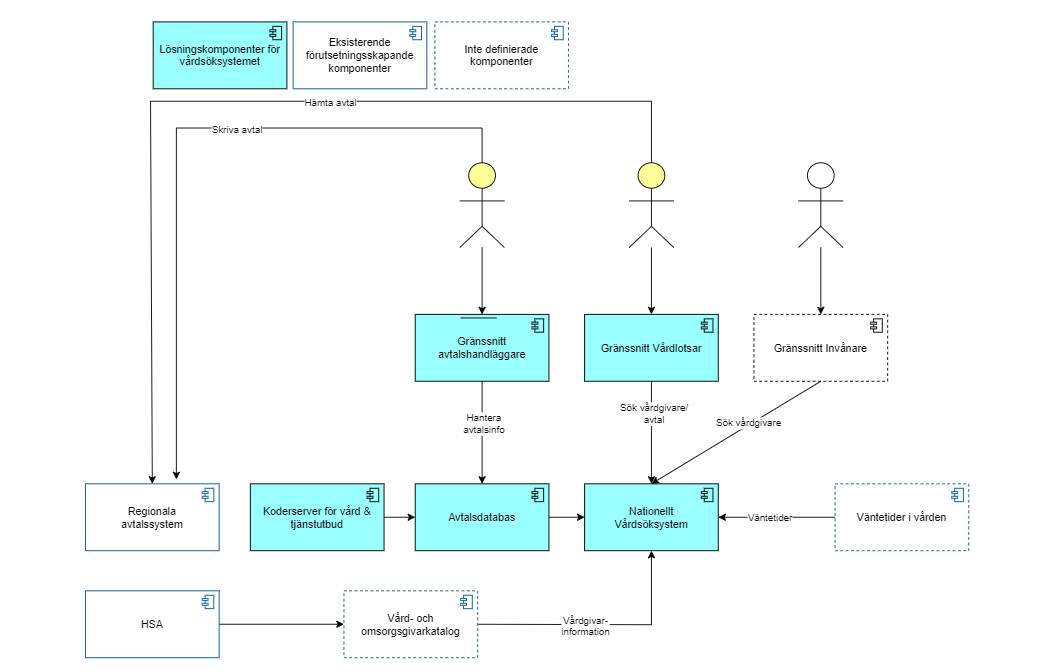 Lösningskomponenter för
vårdsöksystemet
Eksisterende
förutsetningsskapande
komponenter
Inte definierade
komponenter
Hämta avtal
Skriva avtal
Gränssnitt
avtalshandläggare
Gränssnitt Vårdlotsar
Gränssnitt Invånare
Hantera
avtalsinfo
Sök vårdgivare/
avtal
Sök vårdgivare
Regionala
avtalssystem
Koderserver för vård &
tjänstutbud
Avtalsdatabas
Nationellt
Vårdsöksystem
Väntetider
Väntetider i vården
HSA
Vård- och
omsorgsgivarkatalog
Vårdgivar-
information